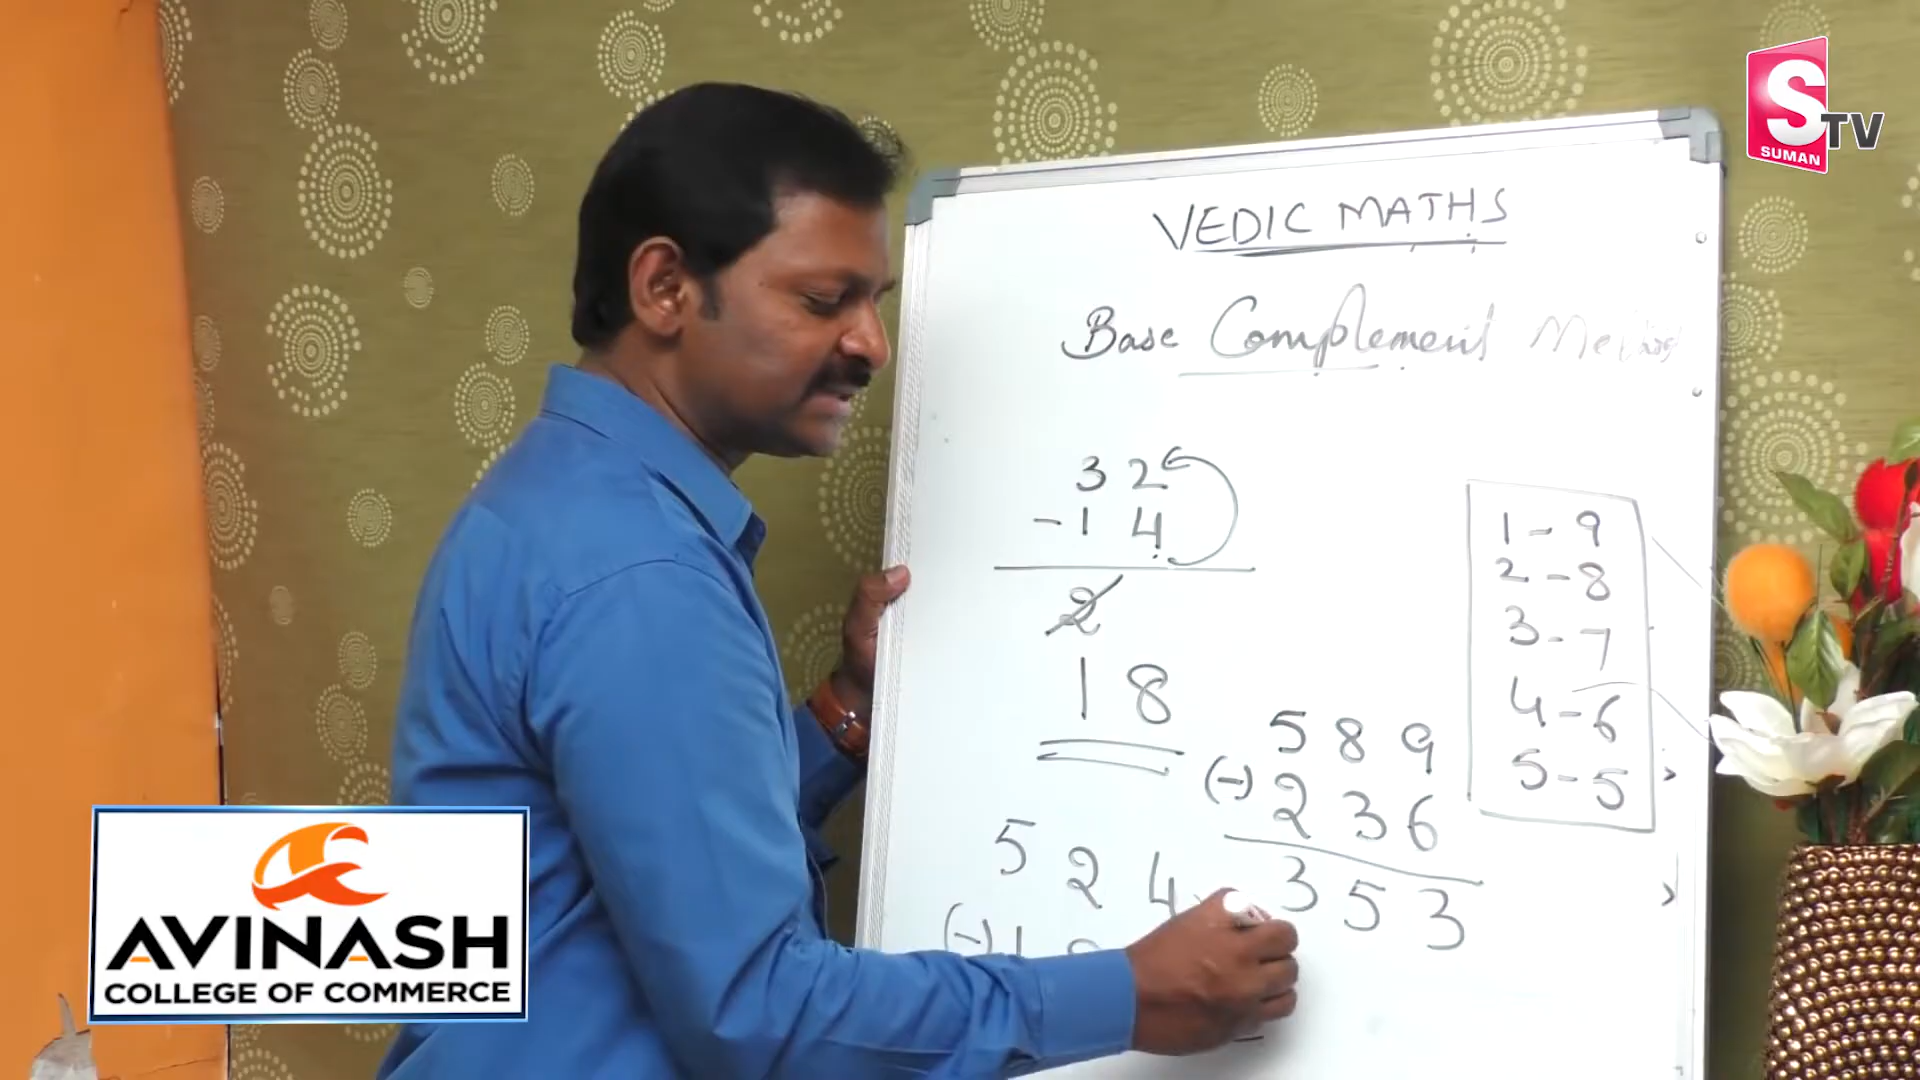 S TV
SUMAN
VEDIC MATHS
Base Complement Method
3 2
- 1 4
2
1 8
1 - 9
2 - 8
3 - 7
4 - 6
5 - 5
5 8 9
(-) 2 3 6
3 5 3
5 2 4
(-) 1
AVINASH
COLLEGE OF COMMERCE